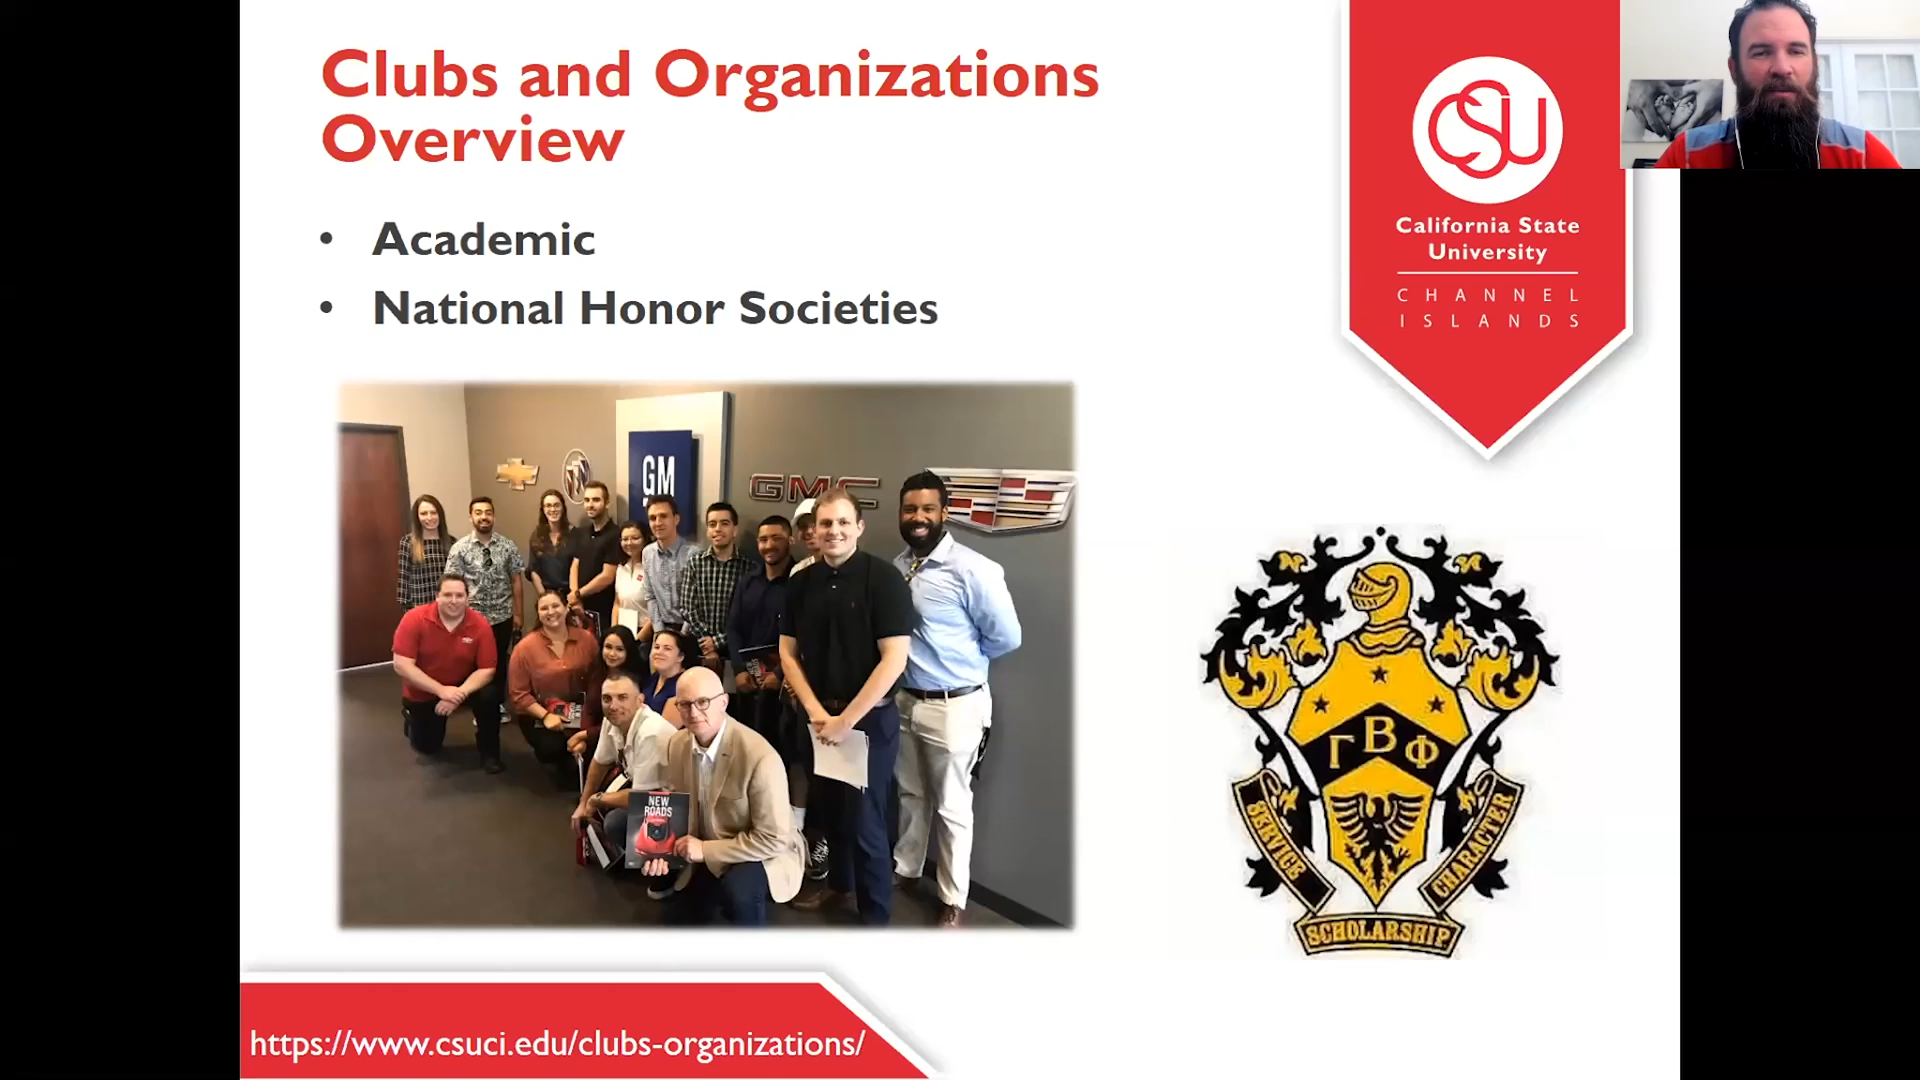 Clubs and Organizations
Overview
• Academic
• National Honor Societies
CSU
California State
University
CHANNEL
ISLANDS
GM
GMC
NEW
ROADS
ΓΒΦ
SERVICE
CHARACTER
SCHOLARSHIP
https://www.csuci.edu/clubs-organizations/